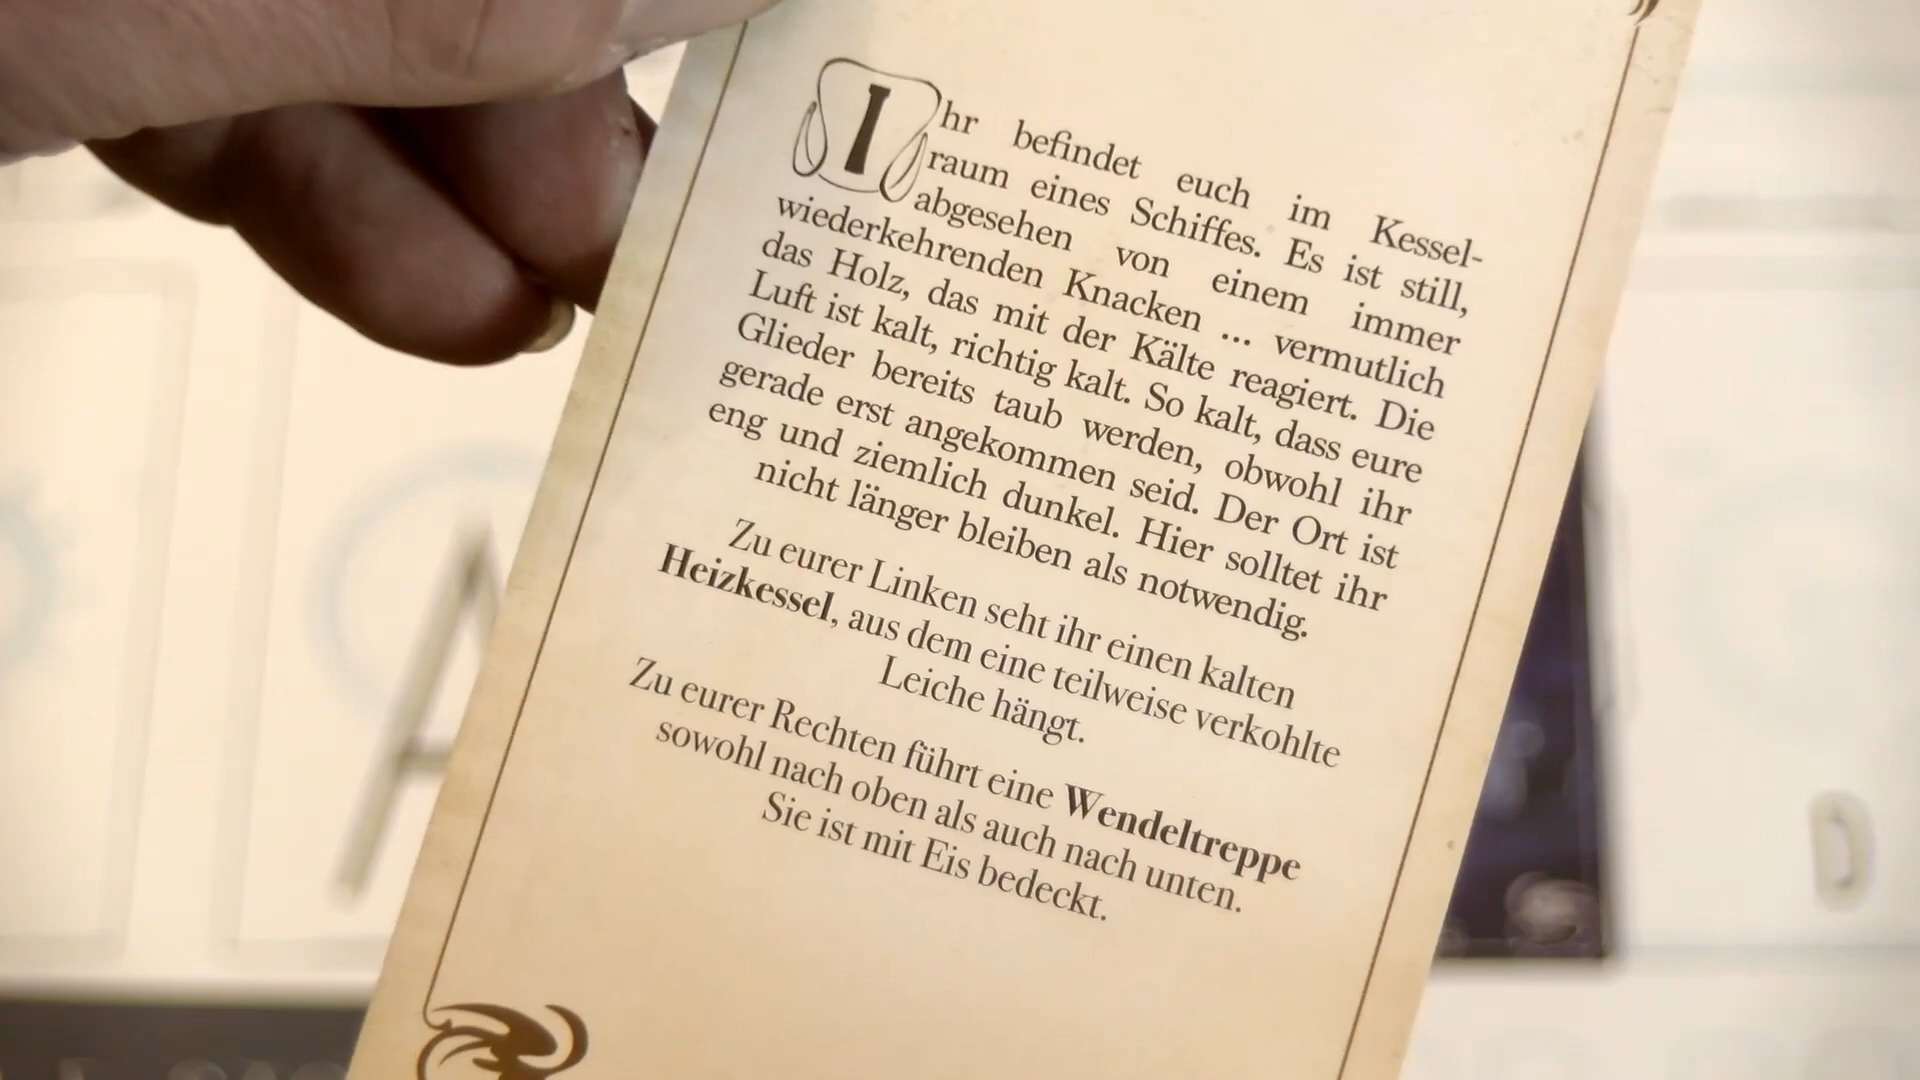 Ihr befindet euch im Kessel-
raum eines Schiffes. Es ist still,
abgesehen von einem immer
wiederkehrenden Knacken ... vermutlich
das Holz, das mit der Kälte reagiert. Die
Luft ist kalt, richtig kalt. So kalt, dass eure
Glieder bereits taub werden, obwohl ihr
gerade erst angekommen seid. Der Ort ist
eng und ziemlich dunkel. Hier solltet ihr
nicht länger bleiben als notwendig.
Zu eurer Linken seht ihr einen kalten
Heizkessel, aus dem eine teilweise verkohlte
Leiche hängt.
Zu eurer Rechten führt eine Wendeltreppe
sowohl nach oben als auch nach unten.
Sie ist mit Eis bedeckt.
A
D